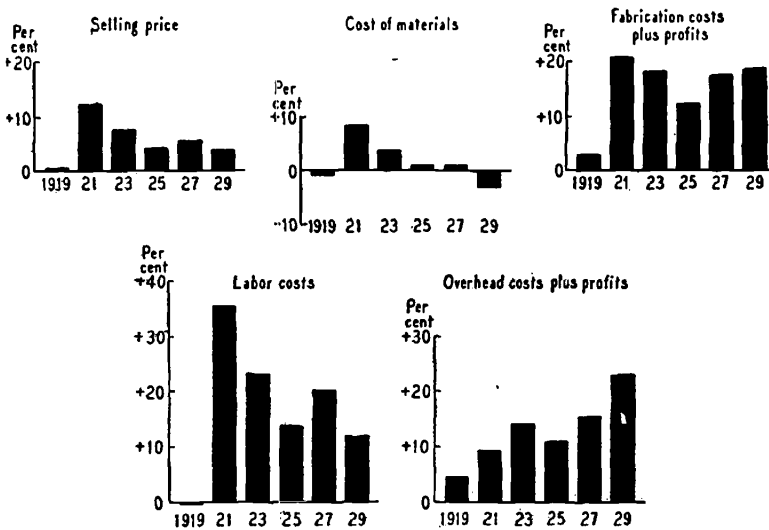 Selling price
Per
cent
+20
+10
0
1919 21 23 25 27 29
Cost of materials
Per
cent
+10
0
-10
1919 21 23 25 27 29
Fabrication costs
plus profits
Per
cent
+20
+10
0
1919 21 23 25 27 29
Labor costs
Per
cent
+40
+30
+20
+10
0
1919 21 23 25 27 29
Overhead costs plus profits
Per
cent
+30
+20
+10
0
1919 21 23 25 27 29